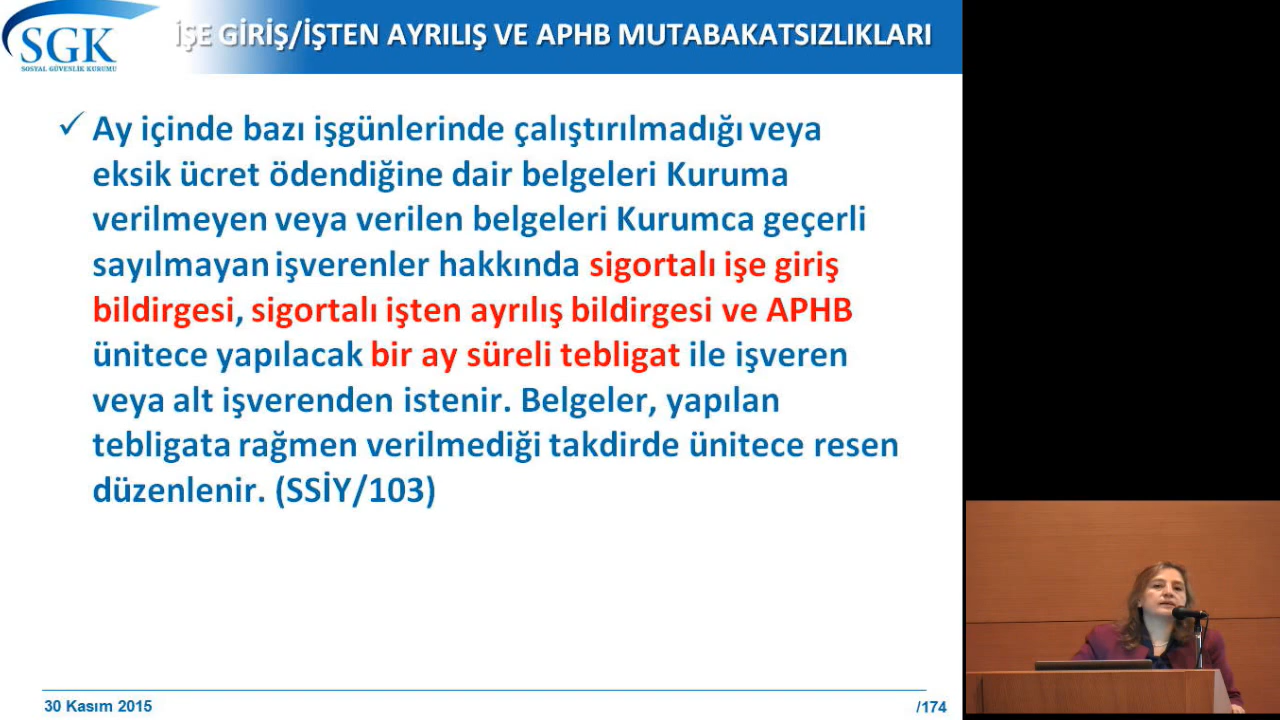 SGK
SOSYAL GÜVENLİK KURUMU
İŞE GİRİŞ/İŞTEN AYRILIŞ VE APHB MUTABAKATSIZLIKLARI
Ay içinde bazı işgünlerinde çalıştırılmadığı veya
eksik ücret ödendiğine dair belgeleri Kuruma
verilmeyen veya verilen belgeleri Kurumca geçerli
sayılmayan işverenler hakkında sigortalı işe giriş
bildirgesi, sigortalı işten ayrılış bildirgesi ve APHB
ünitece yapılacak bir ay süreli tebligat ile işveren
veya alt işverenden istenir. Belgeler, yapılan
tebligata rağmen verilmediği takdirde ünitece resen
düzenlenir. (SSİY/103)
30 Kasım 2015
/174